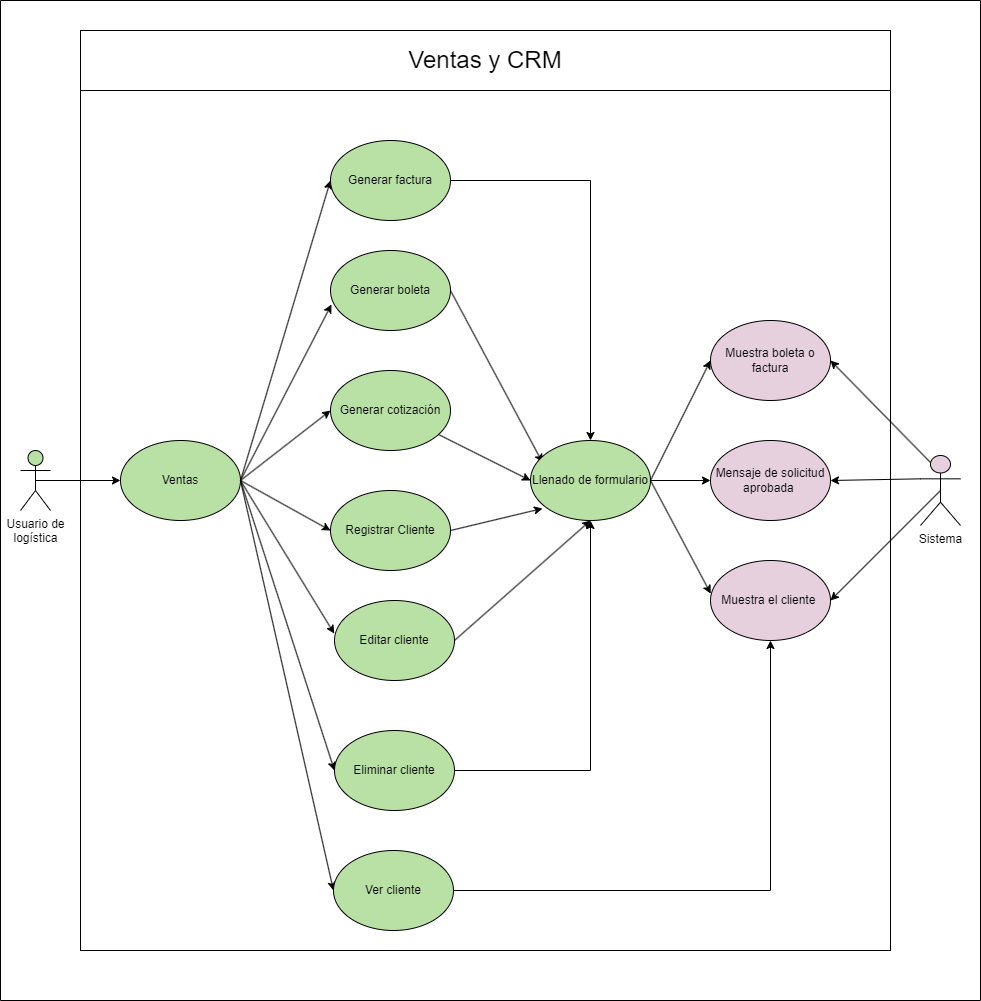 Ventas y CRM
Generar factura
Generar boleta
Muestra boleta o
factura
Generar cotización
Ventas
Llenado de formulario
Mensaje de solicitud
aprobada
Usuario de
logística
Registrar Cliente
Sistema
Muestra el cliente
Editar cliente
Eliminar cliente
Ver cliente